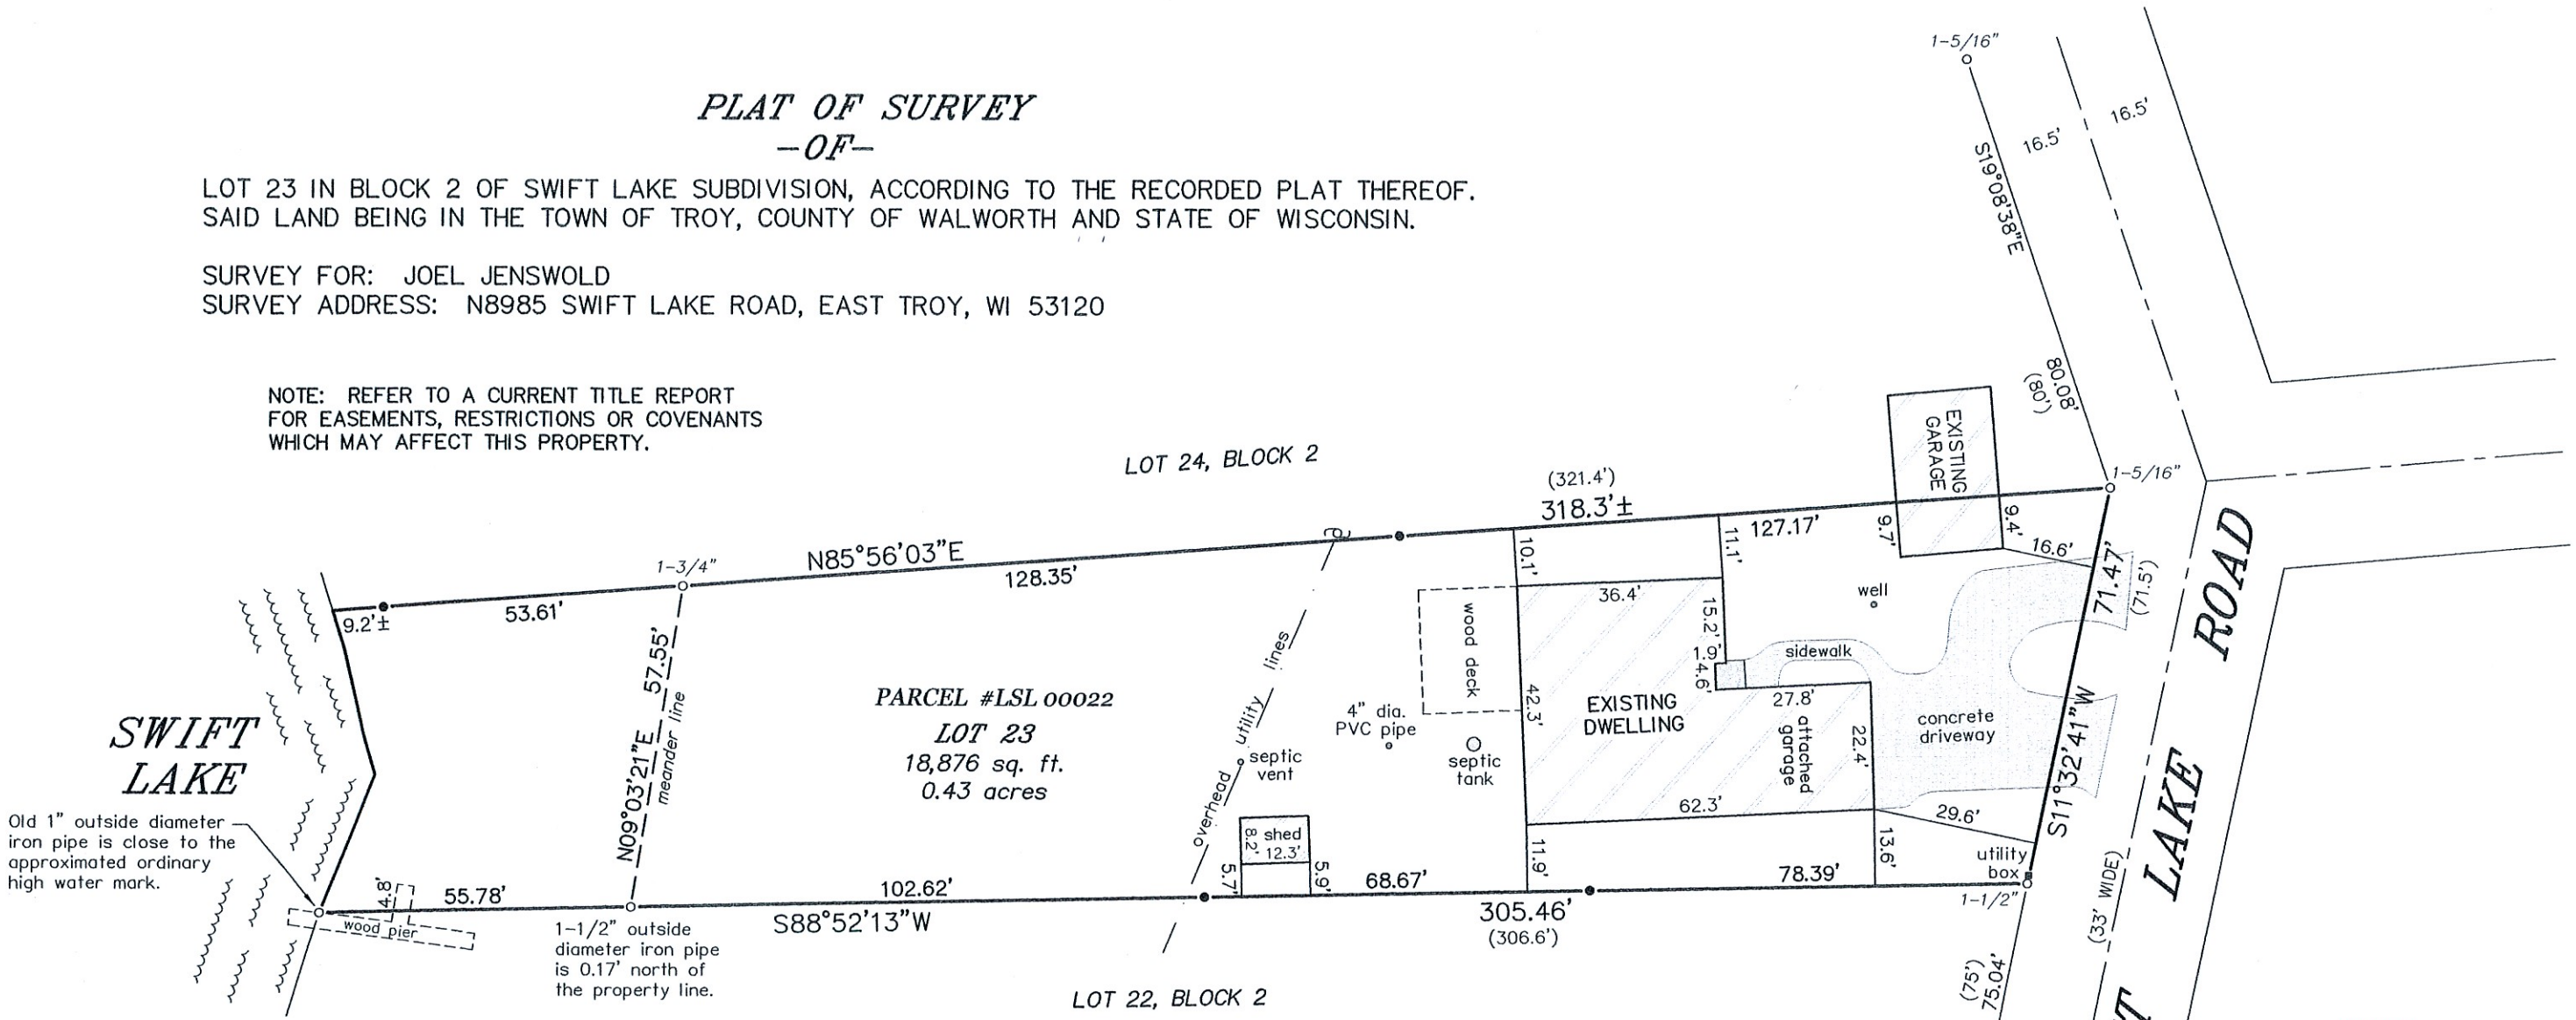 PLAT OF SURVEY
-OF-
LOT 23 IN BLOCK 2 OF SWIFT LAKE SUBDIVISION, ACCORDING TO THE RECORDED PLAT THEREOF.
SAID LAND BEING IN THE TOWN OF TROY, COUNTY OF WALWORTH AND STATE OF WISCONSIN.
SURVEY FOR: JOEL JENSWOLD
SURVEY ADDRESS: N8985 SWIFT LAKE ROAD, EAST TROY, WI 53120
NOTE: REFER TO A CURRENT TITLE REPORT
FOR EASEMENTS, RESTRICTIONS OR COVENANTS
WHICH MAY AFFECT THIS PROPERTY.
1-5/16"
16.5'
16.5'
S19°08'38"E
80.08'
(80')
1-5/16"
LOT 24, BLOCK 2
(321.4')
318.3'±
127.17'
EXISTING
GARAGE
9.7'
9.4'
16.6'
1-3/4"
N85°56'03"E
128.35'
53.61'
9.2'±
10.1'
11.1'
36.4'
15.2'
1.9'
4.6'
wood deck
42.3'
well
sidewalk
71.47'
(71.5')
N09°03'21"E 57.55'
meander line
PARCEL #LSL 00022
LOT 23
18,876 sq. ft.
0.43 acres
overhead utility lines
septic
vent
4" dia.
PVC pipe
septic
tank
EXISTING
DWELLING
27.8'
attached
garage
22.4'
concrete
driveway
S11°32'41"W
62.3'
29.6'
SWIFT
LAKE
Old 1" outside diameter
iron pipe is close to the
approximated ordinary
high water mark.
8.2'
shed
12.3'
5.7'
5.9'
11.9'
13.6'
utility
box
1-1/2"
4.8'
wood pier
55.78'
102.62'
68.67'
78.39'
S88°52'13"W
305.46'
(306.6')
1-1/2" outside
diameter iron pipe
is 0.17' north of
the property line.
LOT 22, BLOCK 2
(75')
75.04'
(33' WIDE)
T LAKE ROAD